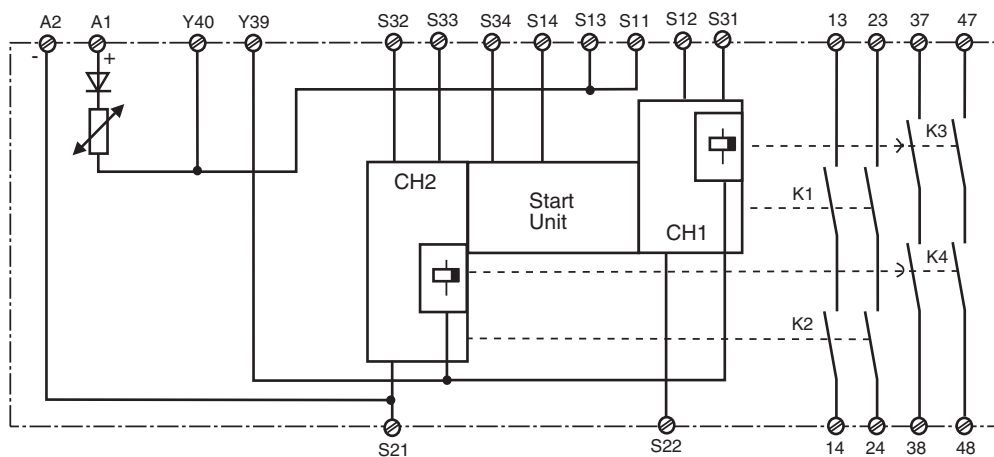 A2 A1 Y40 Y39 S32 S33 S34 S14 S13 S11 S12 S31 13 23 37 47
- +
K3
CH2
Start
Unit
K1
CH1
K4
K2
S21 S22 14 24 38 48